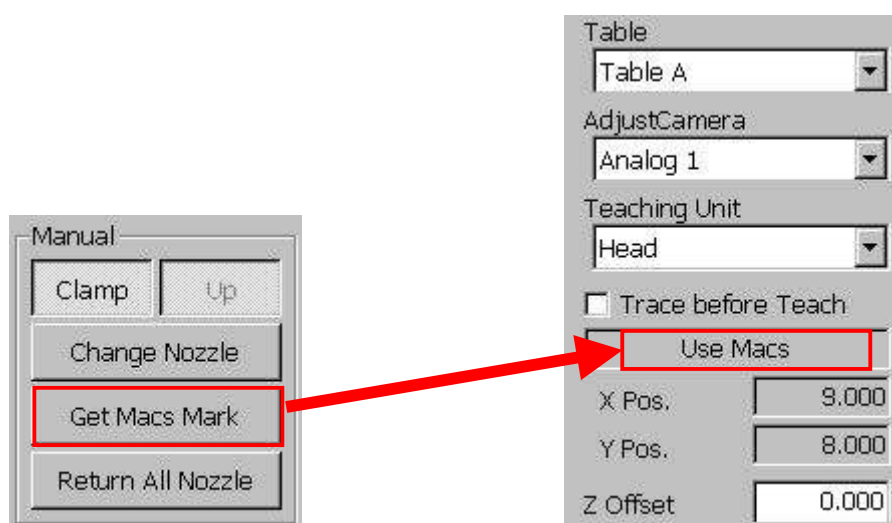 Manual
Clamp Up
Change Nozzle
Get Macs Mark
Return All Nozzle
Table
Table A
AdjustCamera
Analog 1
Teaching Unit
Head
Trace before Teach
Use Macs
X Pos. 9.000
Y Pos. 8.000
Z Offset 0.000